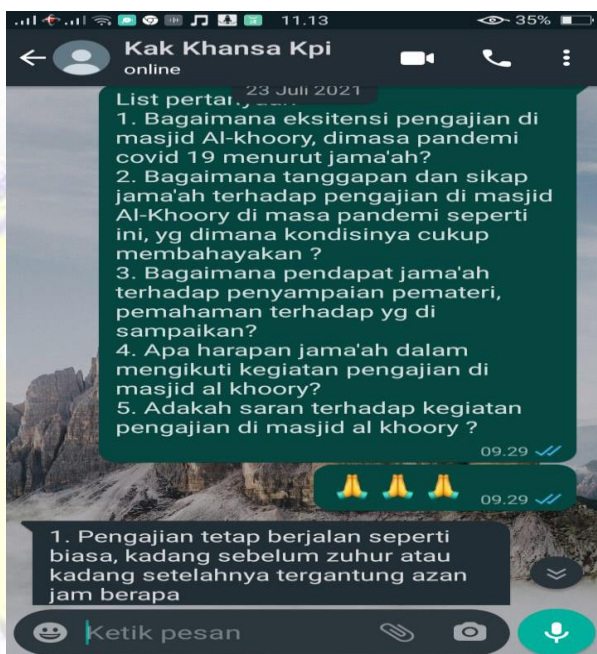 11.13
35%
Kak Khansa Kpi
online
23 Juli 2021
List
1. Bagaimana eksitensi pengajian di
masjid Al-khoory, dimasa pandemi
covid 19 menurut jama'ah?
2. Bagaimana tanggapan dan sikap
jama'ah terhadap pengajian di masjid
Al-Khoory di masa pandemi seperti
ini, yg dimana kondisinya cukup
membahayakan ?
3. Bagaimana pendapat jama'ah
terhadap penyampaian pemateri,
pemahaman terhadap yg di
sampaikan?
4. Apa harapan jama'ah dalam
mengikuti kegiatan pengajian di
masjid al khoory?
5. Adakah saran terhadap kegiatan
pengajian di masjid al khoory ?
09.29
🙏🙏🙏 09.29
1. Pengajian tetap berjalan seperti
biasa, kadang sebelum zuhur atau
kadang setelahnya tergantung azan
jam berapa
Ketik pesan